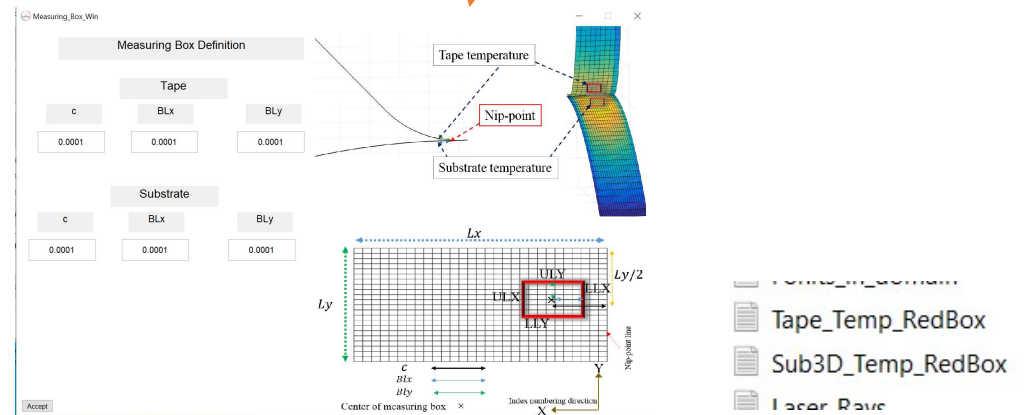 Measuring_Box_Win
Measuring Box Definition
Tape
c BLx BLy
0.0001 0.0001 0.0001
Substrate
c BLx BLy
0.0001 0.0001 0.0001
Accept
Tape temperature
Nip-point
Substrate temperature
Lx
Ly
Ly/2
ULY
ULX
LLX
LLY
Nip-point line
c
Blx
Bly
Center of measuring box ×
Index numbering direction
Y
X
Tape_Temp_RedBox
Sub3D_Temp_RedBox
Laser_Rays